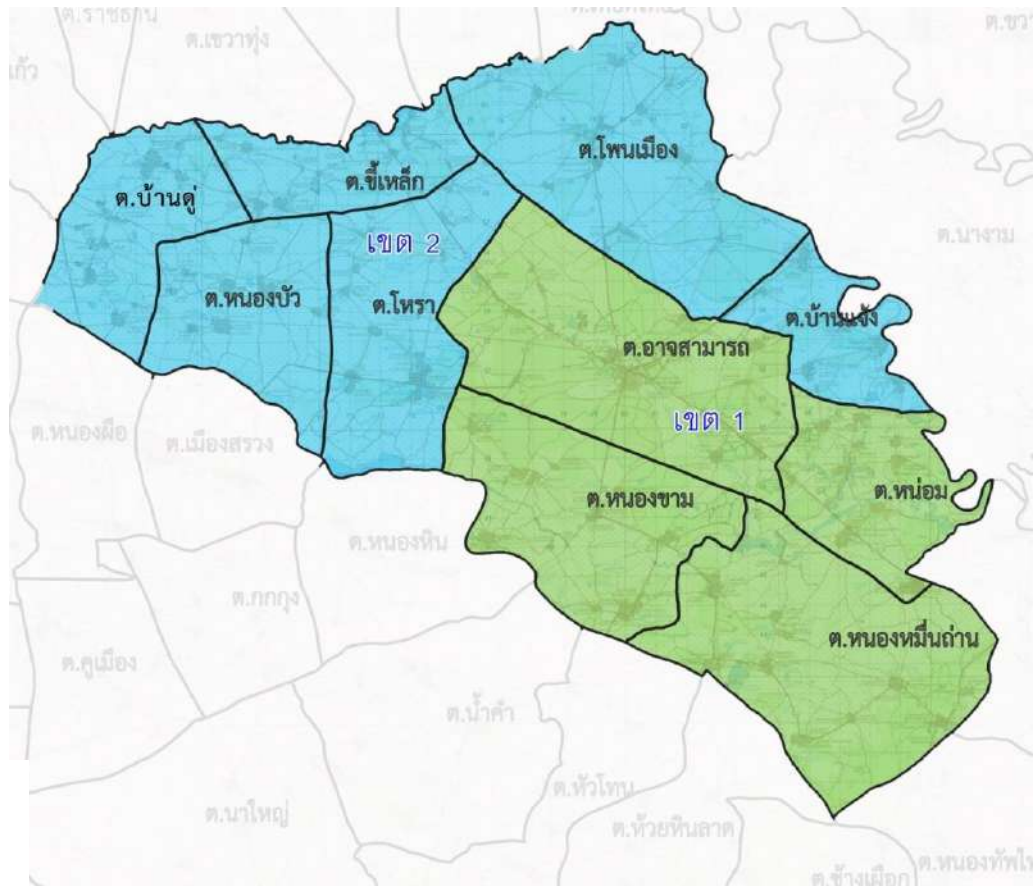 ต.ราชธานี
ต.เขวาทุ่ง
ต.โพนเมือง
ต.ขี้เหล็ก
ต.บ้านดู่
ต.นางาม
เขต 2
ต.หนองบัว
ต.โหรา
ต.บ้านแจ้ง
ต.อาจสามารถ
เขต 1
ต.หนองผือ
ต.เมืองสรวง
ต.หน่อม
ต.หนองขาม
ต.หนองหิน
ต.กกกุง
ต.หนองหมื่นถ่าน
ต.คูเมือง
ต.น้ำคำ
ต.หัวโทน
ต.นาใหญ่
ต.ห้วยหินลาด
ต.ช้างเผือก